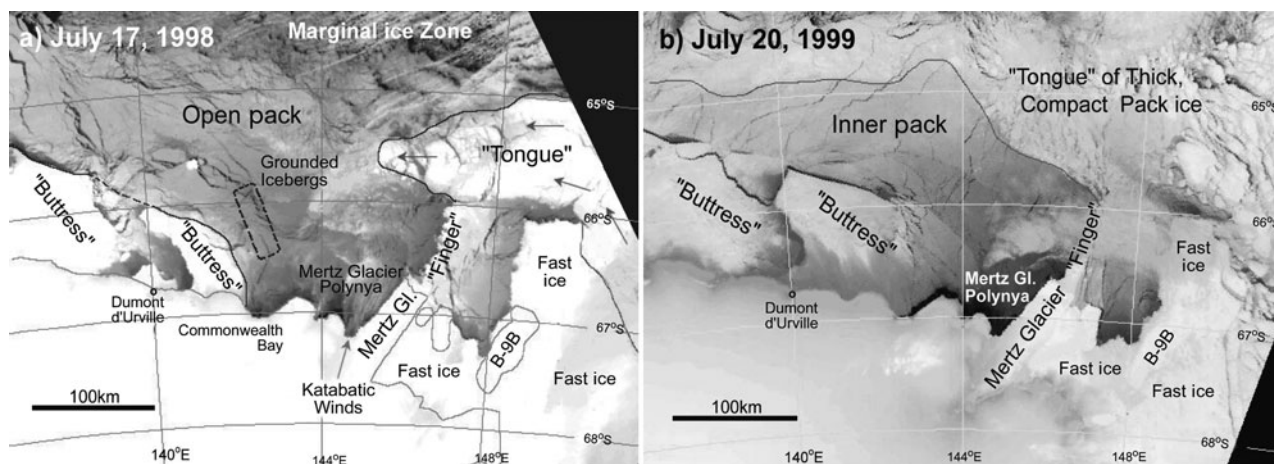 a) July 17, 1998
Marginal ice Zone
65°S
Open pack
Grounded
Icebergs
"Tongue"
"Buttress"
"Buttress"
66°S
"Finger"
Fast
ice
Mertz Glacier
Polynya
Dumont
d'Urville
Commonwealth
Bay
Mertz Gl.
67°S
B-9B
Katabatic
Winds
Fast ice
Fast ice
100km
68°S
140°E
144°E
148°E
b) July 20, 1999
"Tongue" of Thick,
Compact Pack ice
65°S
Inner pack
"Buttress"
"Buttress"
66°S
"Finger"
Fast
ice
Mertz Gl.
Polynya
Dumont
d'Urville
67°S
Mertz Glacier
B-9B
Fast ice
Fast ice
100km
68°S
140°E
144°E
148°E